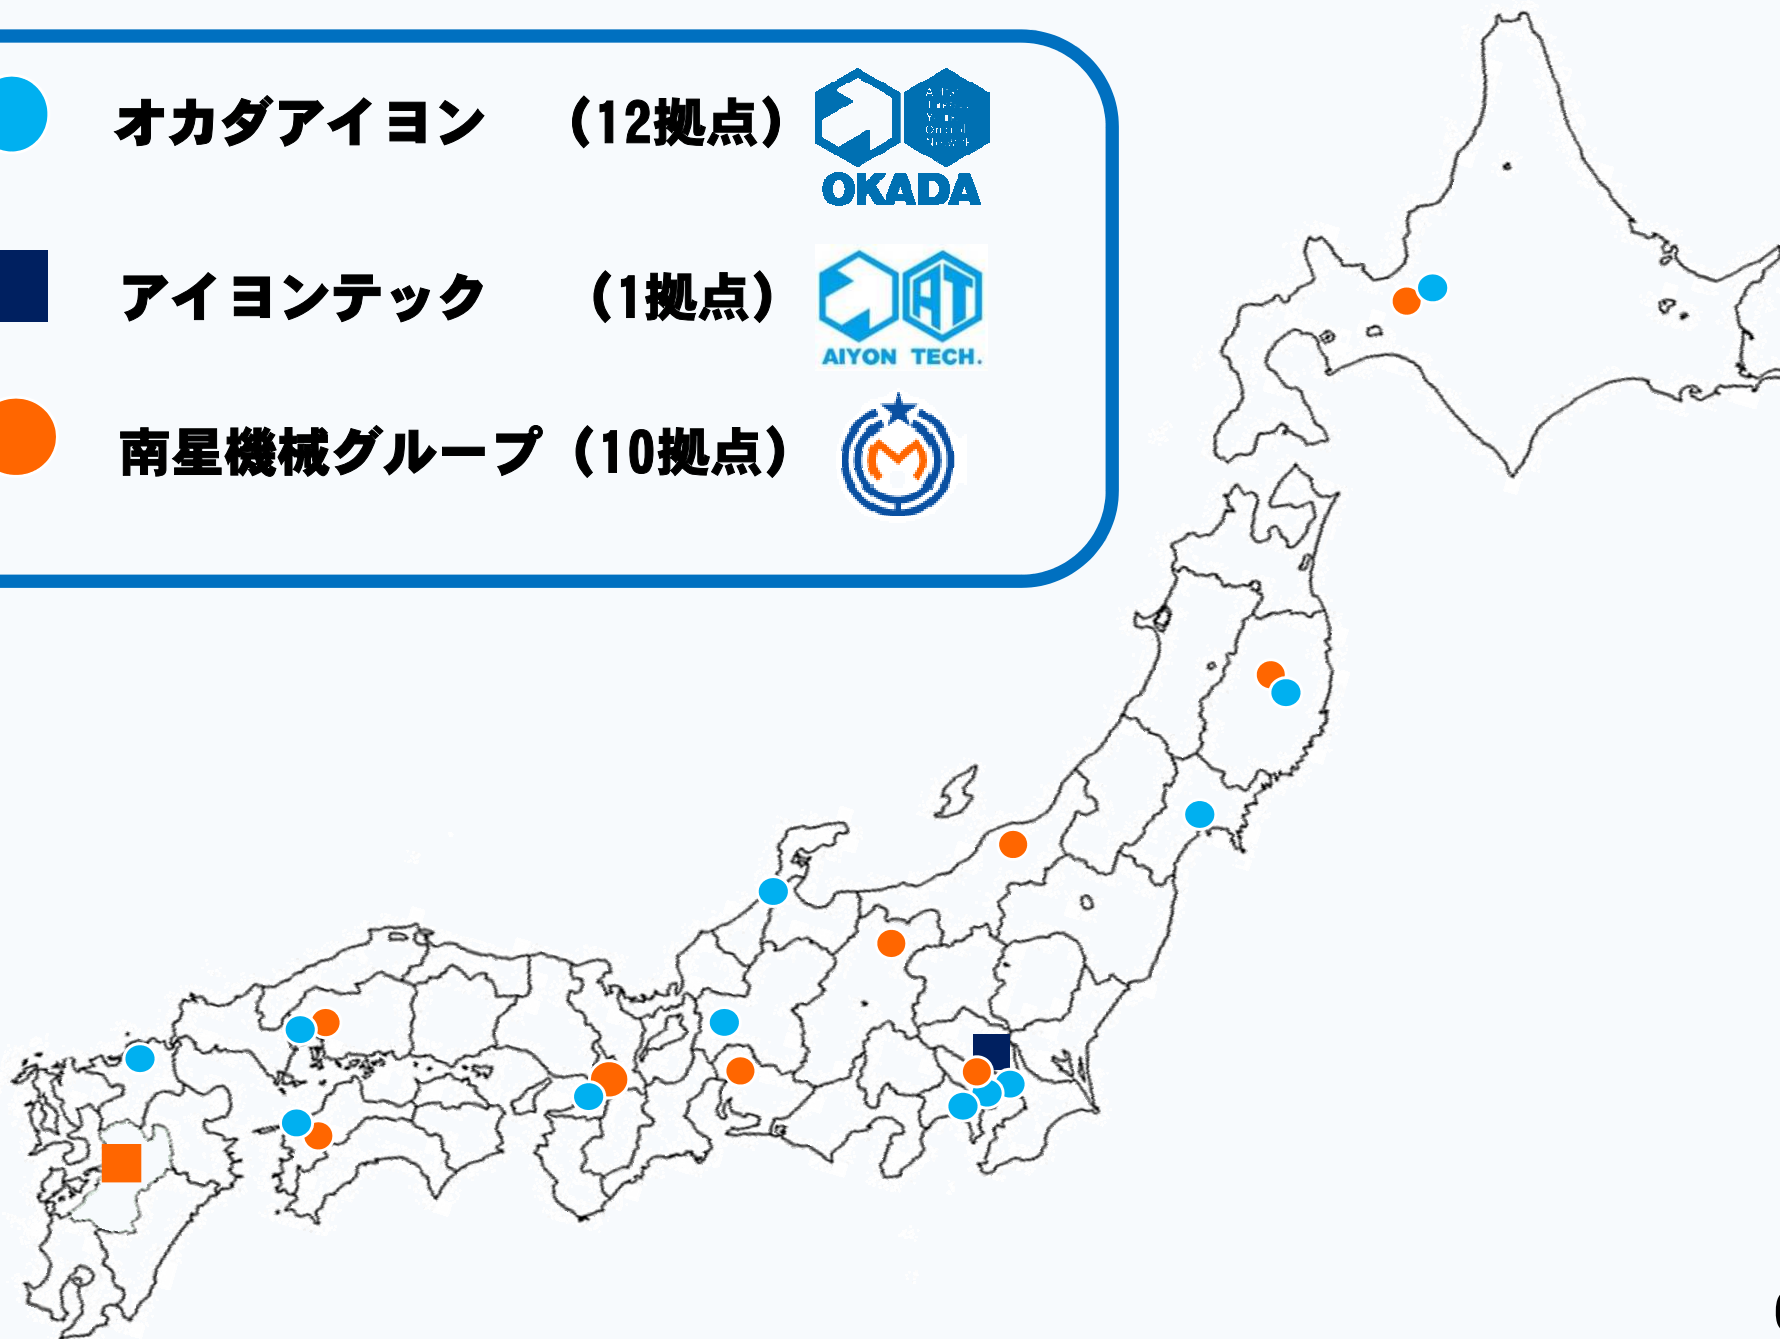 オカダアイヨン （12拠点）
OKADA
アイヨンテック （1拠点）
AT
AIYON TECH.
南星機械グループ（10拠点）